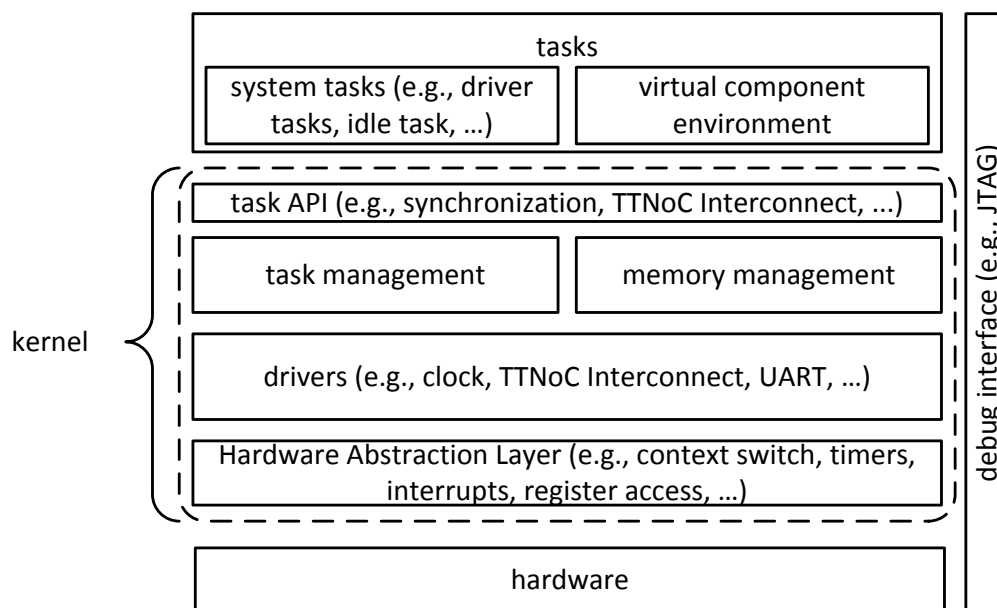 tasks
system tasks (e.g., driver
tasks, idle task, …)
virtual component
environment
task API (e.g., synchronization, TTNoC Interconnect, ...)
task management
memory management
kernel
drivers (e.g., clock, TTNoC Interconnect, UART, …)
Hardware Abstraction Layer (e.g., context switch, timers,
interrupts, register access, …)
hardware
debug interface (e.g., JTAG)